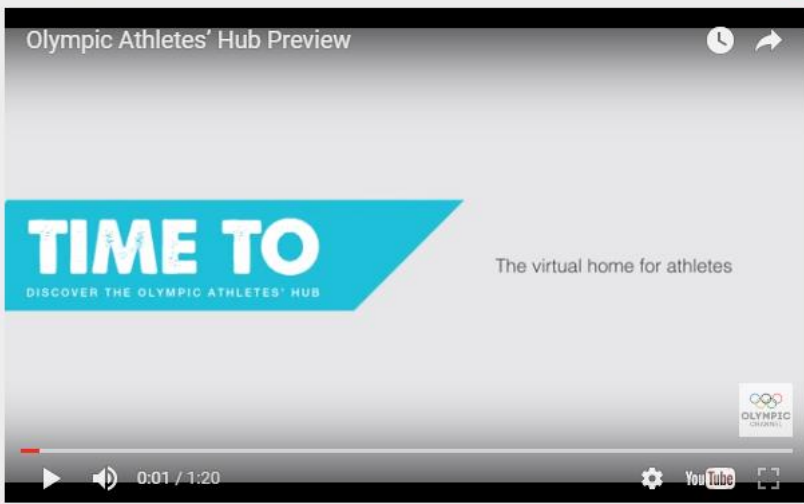 Olympic Athletes' Hub Preview
TIME TO
DISCOVER THE OLYMPIC ATHLETES' HUB
The virtual home for athletes
OLYMPIC
CHANNEL
0:01 / 1:20
YouTube